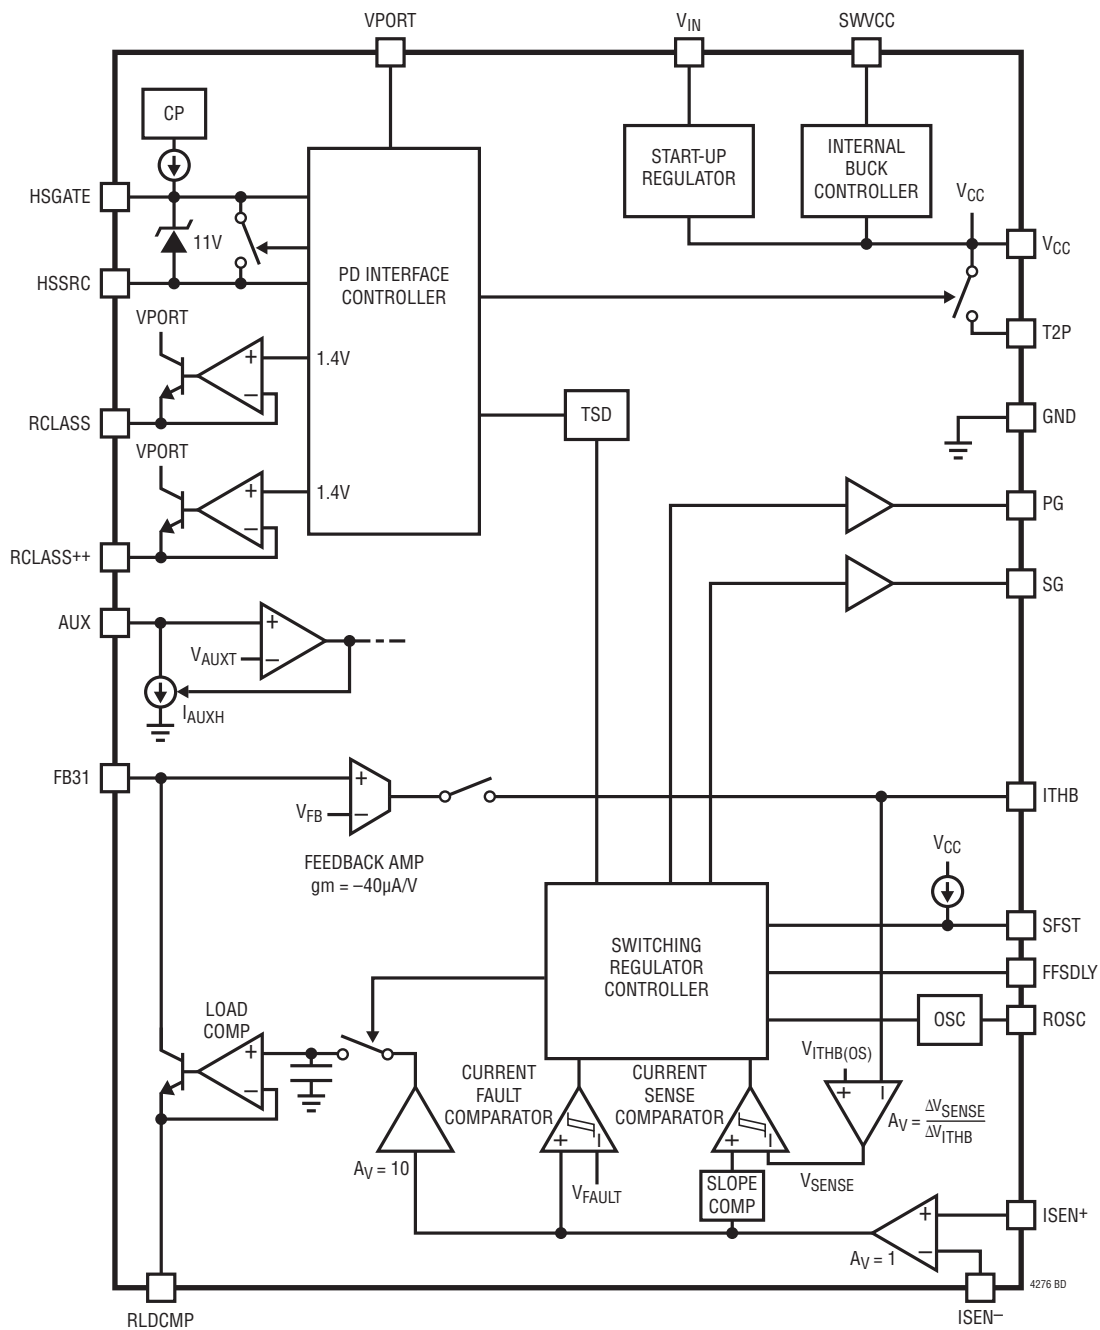 VPORT
VIN
SWVCC
CP
START-UP
REGULATOR
INTERNAL
BUCK
CONTROLLER
VCC
HSGATE
11V
VCC
HSSRC
PD INTERFACE
CONTROLLER
VPORT
T2P
1.4V
RCLASS
TSD
GND
VPORT
1.4V
PG
RCLASS++
SG
AUX
+
–
+
–
+
–
VAUXT
IAUXH
FB31
+
VFB
–
ITHB
FEEDBACK AMP
gm = –40µA/V
VCC
SFST
SWITCHING
REGULATOR
CONTROLLER
FFSDLY
LOAD
COMP
OSC
ROSC
+
–
VITHB(OS)
CURRENT
FAULT
COMPARATOR
CURRENT
SENSE
COMPARATOR
+ –
AV = ΔVSENSE
ΔVITHB
+ –
+ –
AV = 10
VFAULT
SLOPE
COMP
VSENSE
ISEN+
+
–
AV = 1
4276 BD
RLDCMP
ISEN–